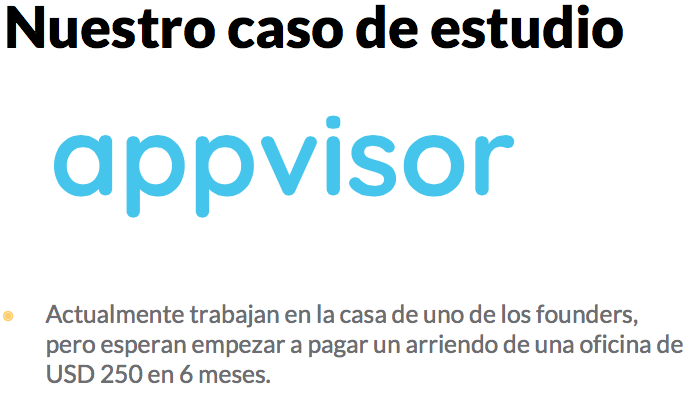 Nuestro caso de estudio
appvisor
Actualmente trabajan en la casa de uno de los founders,
pero esperan empezar a pagar un arriendo de una oficina de
USD 250 en 6 meses.